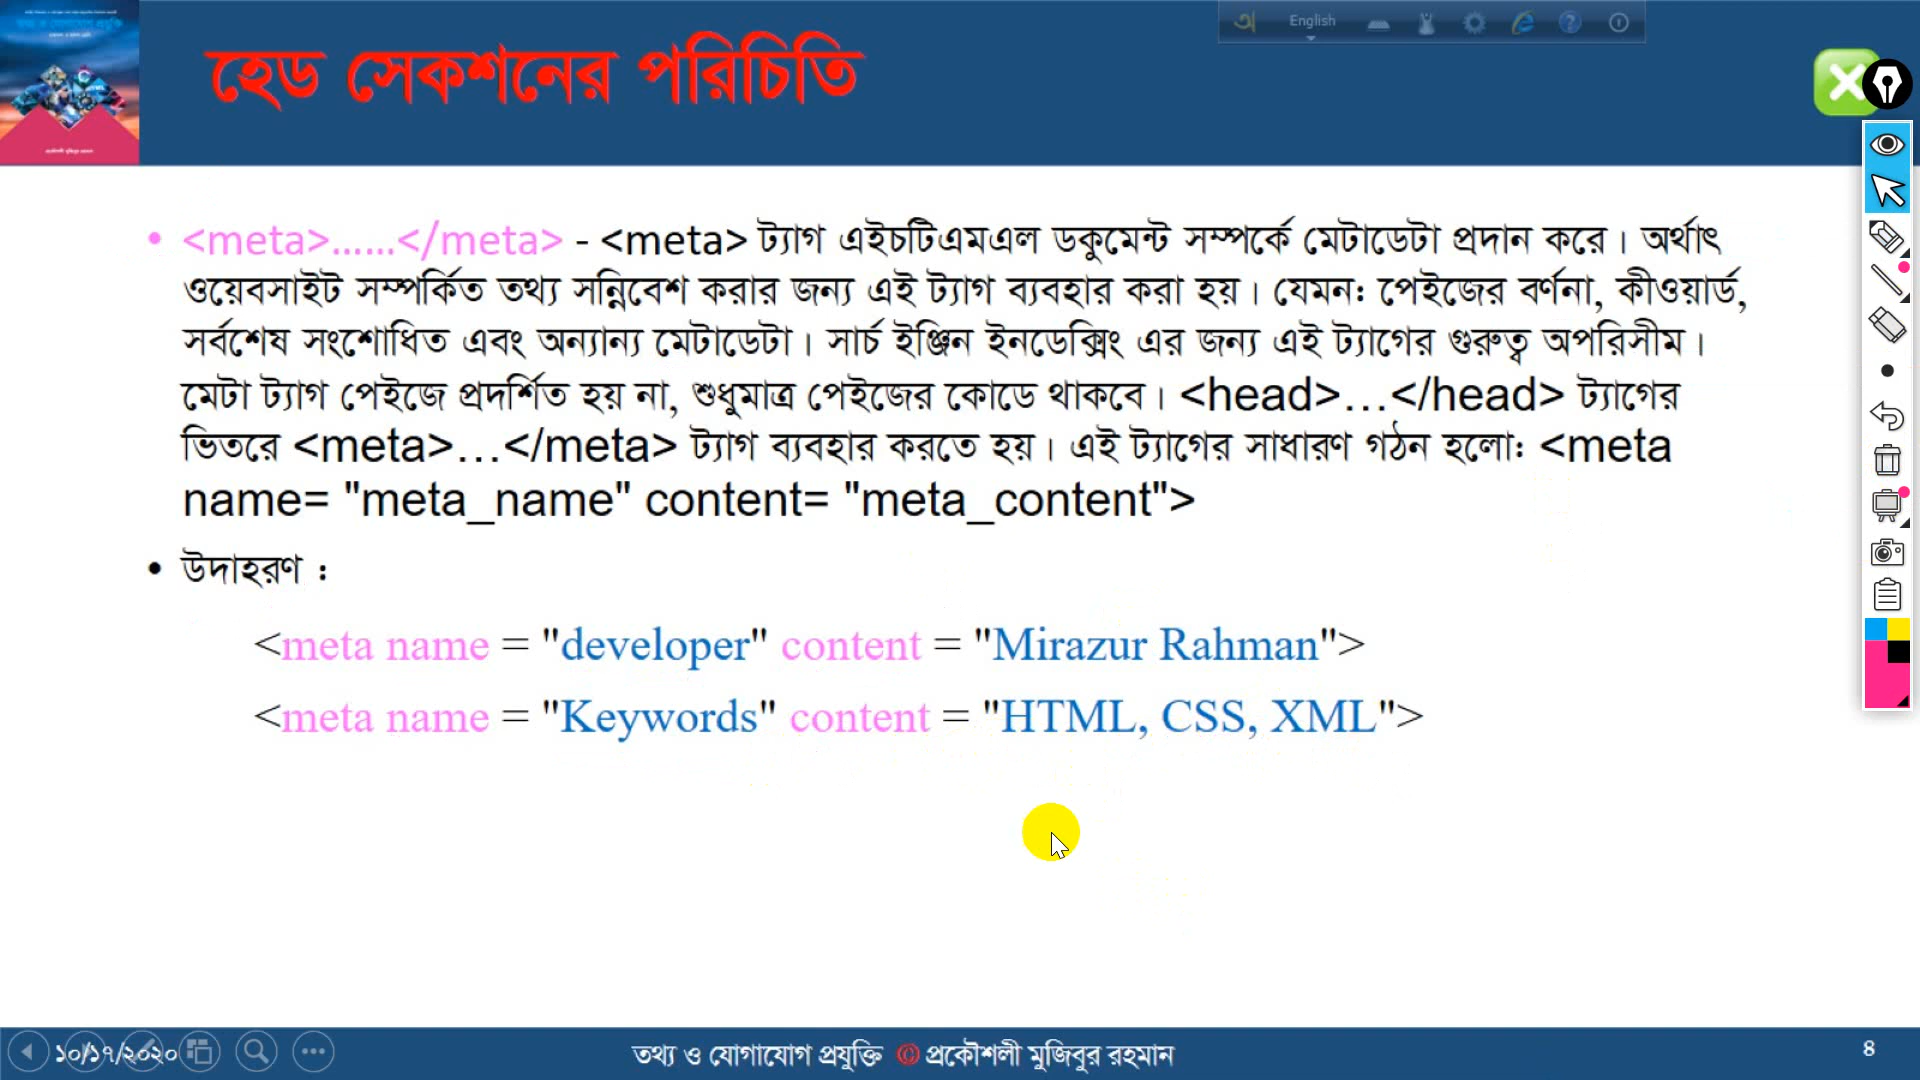 English
হেড সেকশনের পরিচিতি
• <meta>......</meta> - <meta> ট্যাগ এইচটিএমএল ডকুমেন্ট সম্পর্কে মেটাডেটা প্রদান করে। অর্থাৎ
ওয়েবসাইট সম্পর্কিত তথ্য সন্নিবেশ করার জন্য এই ট্যাগ ব্যবহার করা হয়। যেমনঃ পেইজের বর্ণনা, কীওয়ার্ড,
সর্বশেষ সংশোধিত এবং অন্যান্য মেটাডেটা। সার্চ ইঞ্জিন ইনডেক্সিং এর জন্য এই ট্যাগের গুরুত্ব অপরিসীম।
মেটা ট্যাগ পেইজে প্রদর্শিত হয় না, শুধুমাত্র পেইজের কোডে থাকবে। <head>...</head> ট্যাগের
ভিতরে <meta>...</meta> ট্যাগ ব্যবহার করতে হয়। এই ট্যাগের সাধারণ গঠন হলোঃ <meta
name= "meta_name" content= "meta_content">
• উদাহরণ :
<meta name = "developer" content = "Mirazur Rahman">
<meta name = "Keywords" content = "HTML, CSS, XML">
১০/১৭/২০২০
তথ্য ও যোগাযোগ প্রযুক্তি © প্রকৌশলী মুজিবুর রহমান
৪